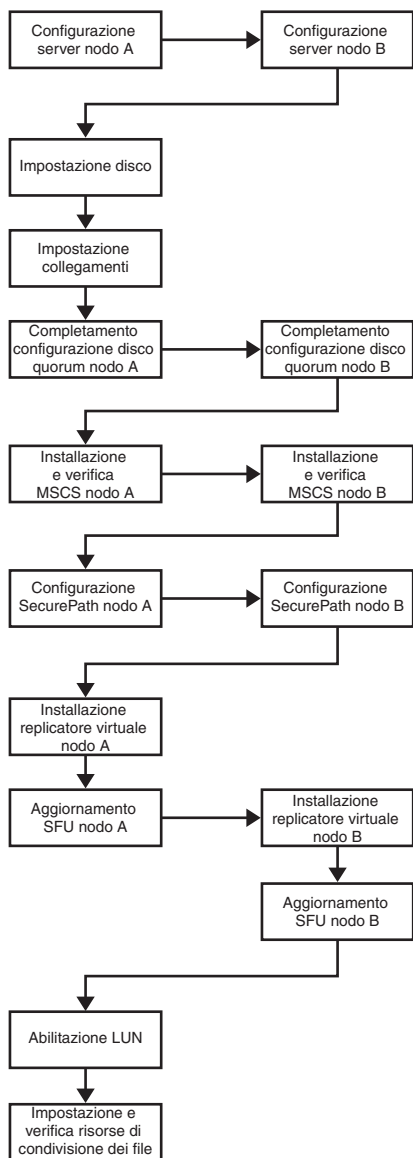 Configurazione
server nodo A
Configurazione
server nodo B
Impostazione disco
Impostazione
collegamenti
Completamento
configurazione disco
quorum nodo A
Completamento
configurazione disco
quorum nodo B
Installazione
e verifica
MSCS nodo A
Installazione
e verifica
MSCS nodo B
Configurazione
SecurePath nodo A
Configurazione
SecurePath nodo B
Installazione
replicatore virtuale
nodo A
Aggiornamento
SFU nodo A
Installazione
replicatore virtuale
nodo B
Aggiornamento
SFU nodo B
Abilitazione LUN
Impostazione e
verifica risorse di
condivisione dei file